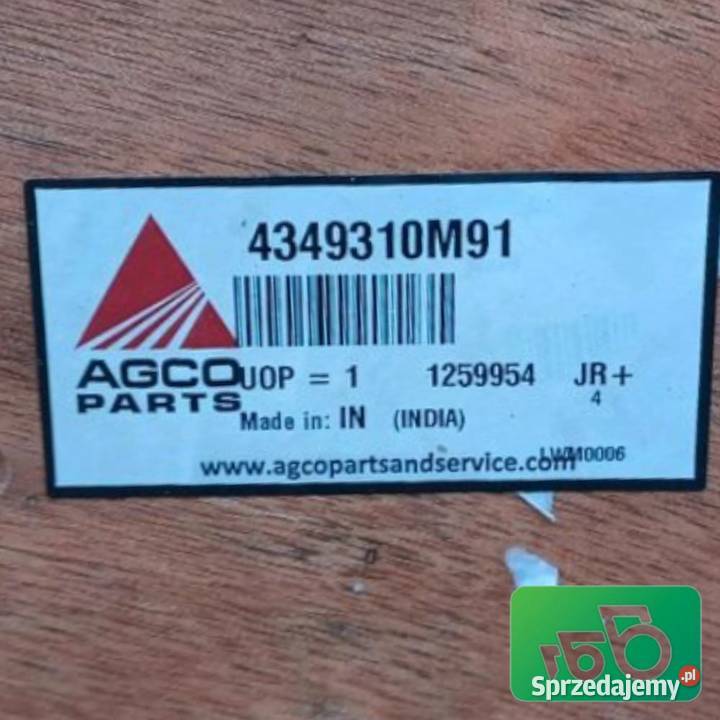 4349310M91
AGCO
PARTS
UOP = 1 1259954 JR+
4
Made in: IN (INDIA)
LWM0006
www.agcopartsandservice.com
Sprzedajemy.pl